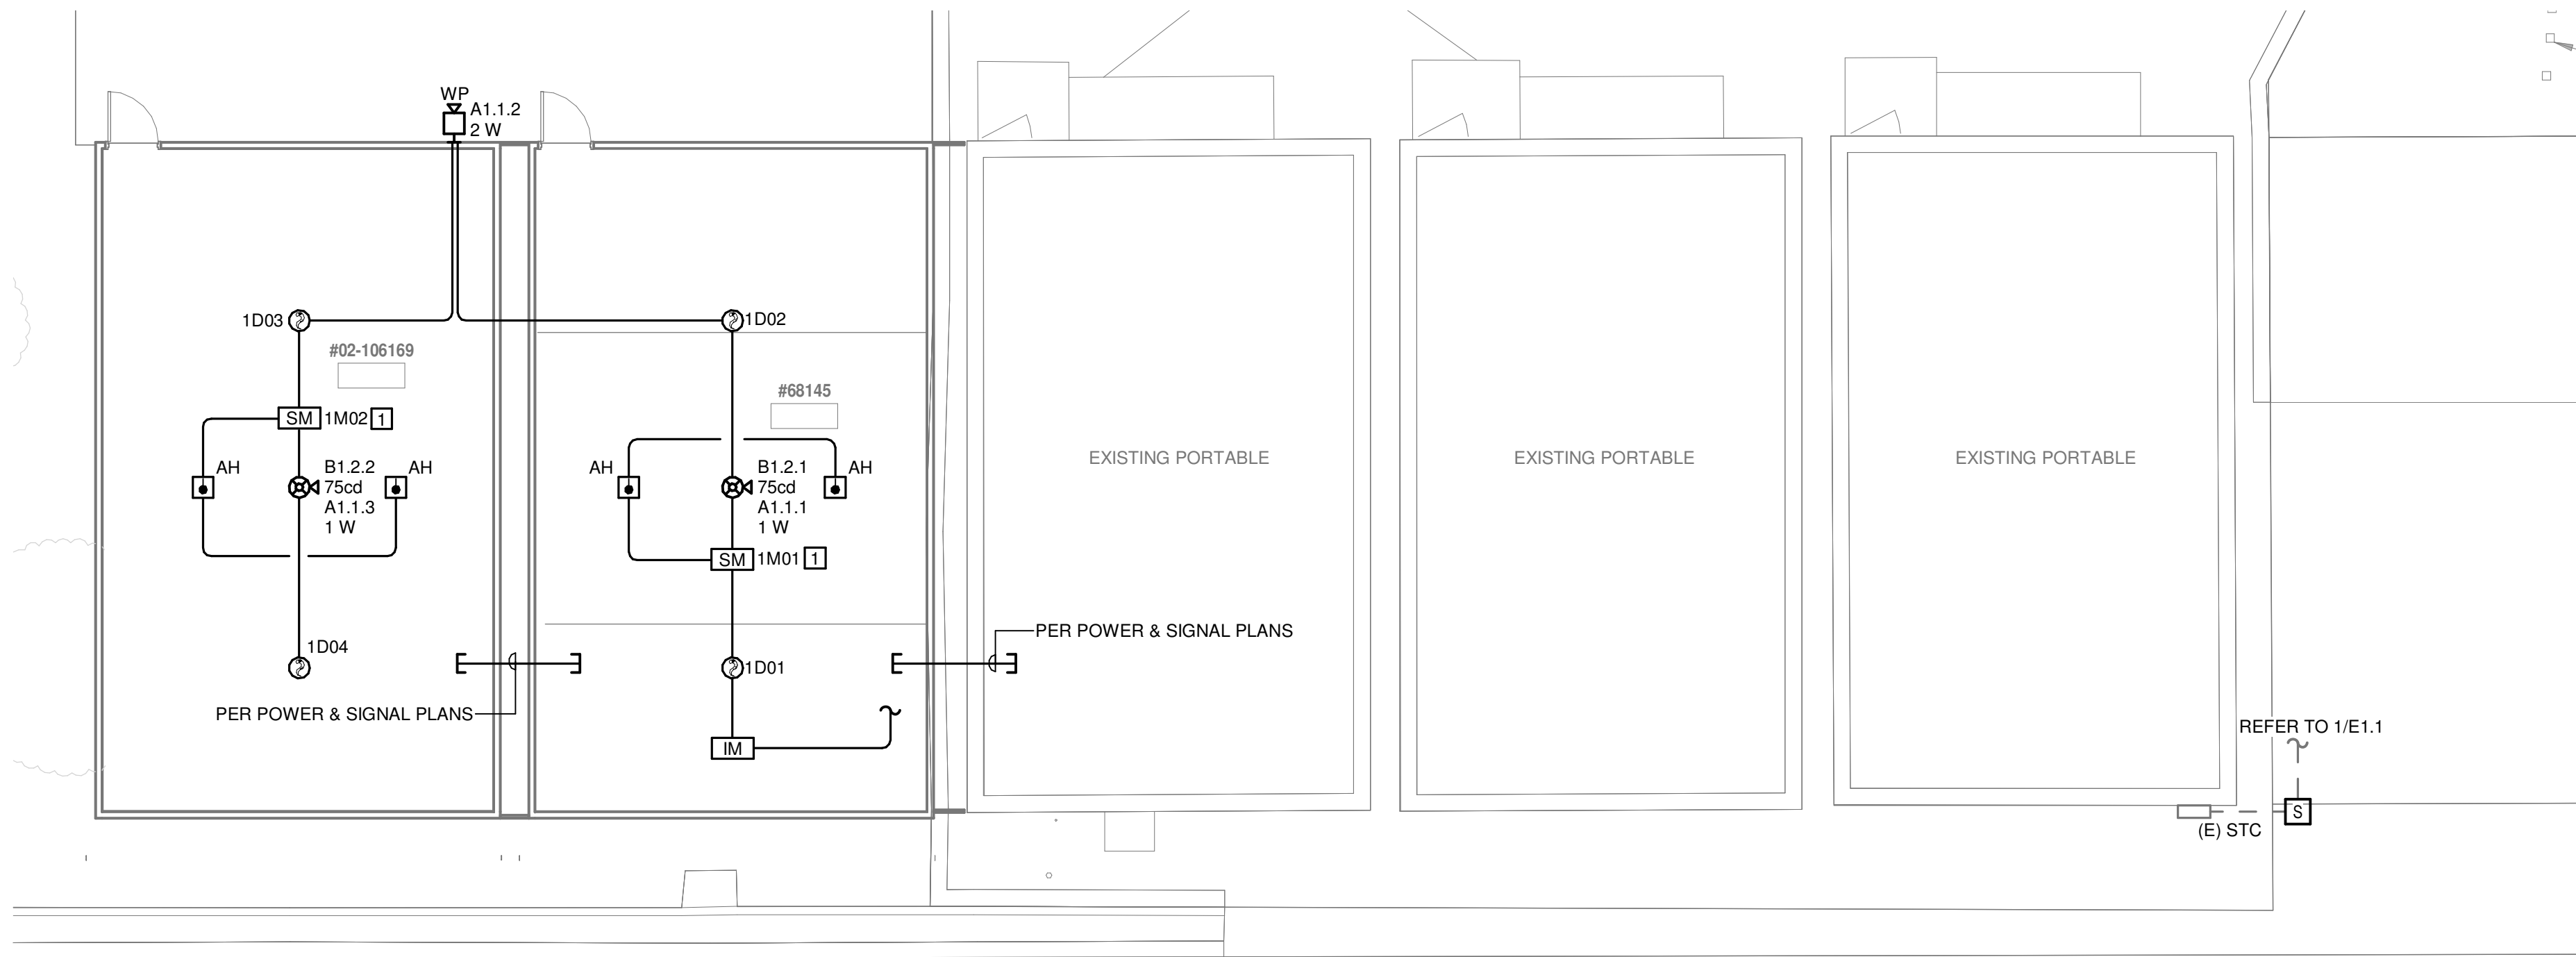 WP
A1.1.2
2 W
1D03
1D02
#02-106169
#68145
SM
1M02
1
AH
B1.2.2
75cd
A1.1.3
1 W
AH
AH
B1.2.1
75cd
A1.1.1
1 W
AH
SM
1M01
1
EXISTING PORTABLE
EXISTING PORTABLE
EXISTING PORTABLE
1D04
1D01
PER POWER & SIGNAL PLANS
PER POWER & SIGNAL PLANS
IM
REFER TO 1/E1.1
S
(E) STC